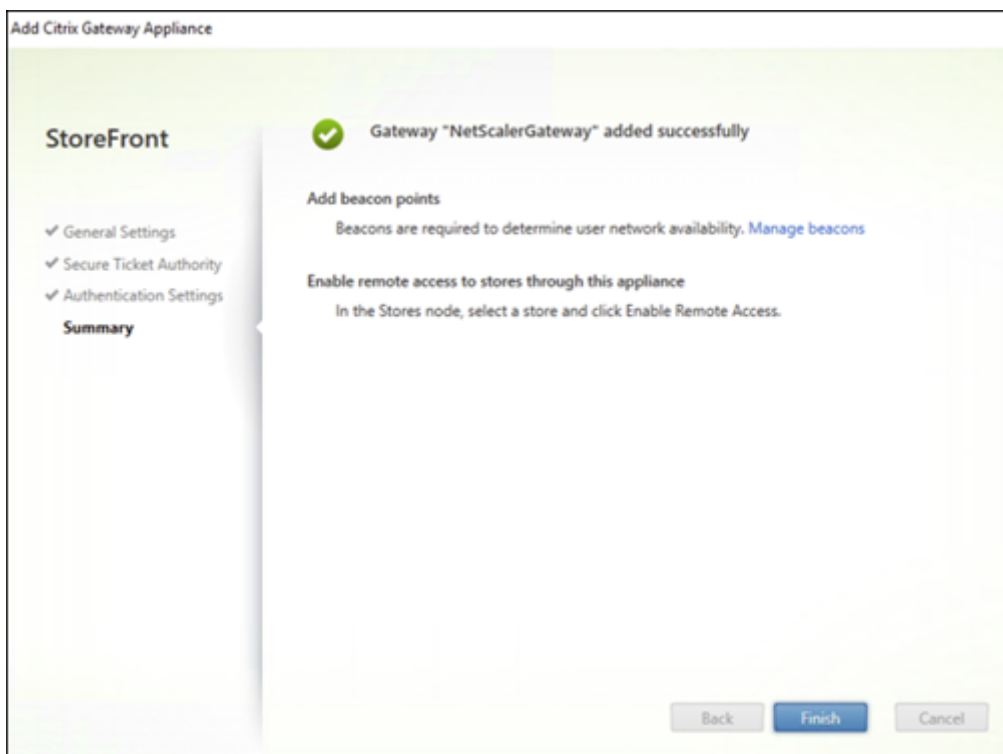 Add Citrix Gateway Appliance
StoreFront
General Settings
Secure Ticket Authority
Authentication Settings
Summary
Gateway "NetScalerGateway" added successfully
Add beacon points
Beacons are required to determine user network availability. Manage beacons
Enable remote access to stores through this appliance
In the Stores node, select a store and click Enable Remote Access.
Back
Finish
Cancel